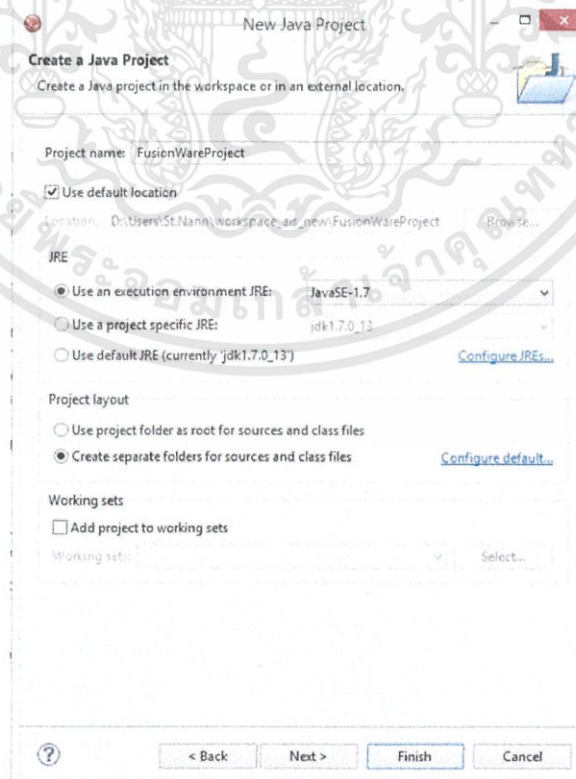 New Java Project
Create a Java Project
Create a Java project in the workspace or in an external location.
Project name: FusionWareProject
Use default location
Location: D:\Users\St.Nann\workspace_ais_new\FusionWareProject Browse...
JRE
Use an execution environment JRE: JavaSE-1.7
Use a project specific JRE: jdk1.7.0_13
Use default JRE (currently 'jdk1.7.0_13') Configure JREs...
Project layout
Use project folder as root for sources and class files
Create separate folders for sources and class files Configure default...
Working sets
Add project to working sets
Working sets: Select...
< Back Next > Finish Cancel